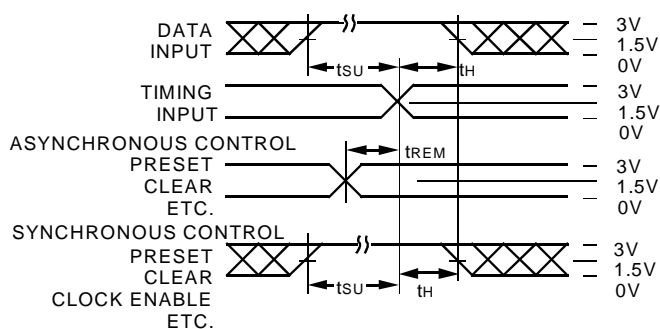 DATA
INPUT
3V
1.5V
0V
tSU
tH
TIMING
INPUT
3V
1.5V
0V
ASYNCHRONOUS CONTROL
PRESET
CLEAR
ETC.
tREM
3V
1.5V
0V
SYNCHRONOUS CONTROL
PRESET
CLEAR
CLOCK ENABLE
ETC.
tSU
tH
3V
1.5V
0V